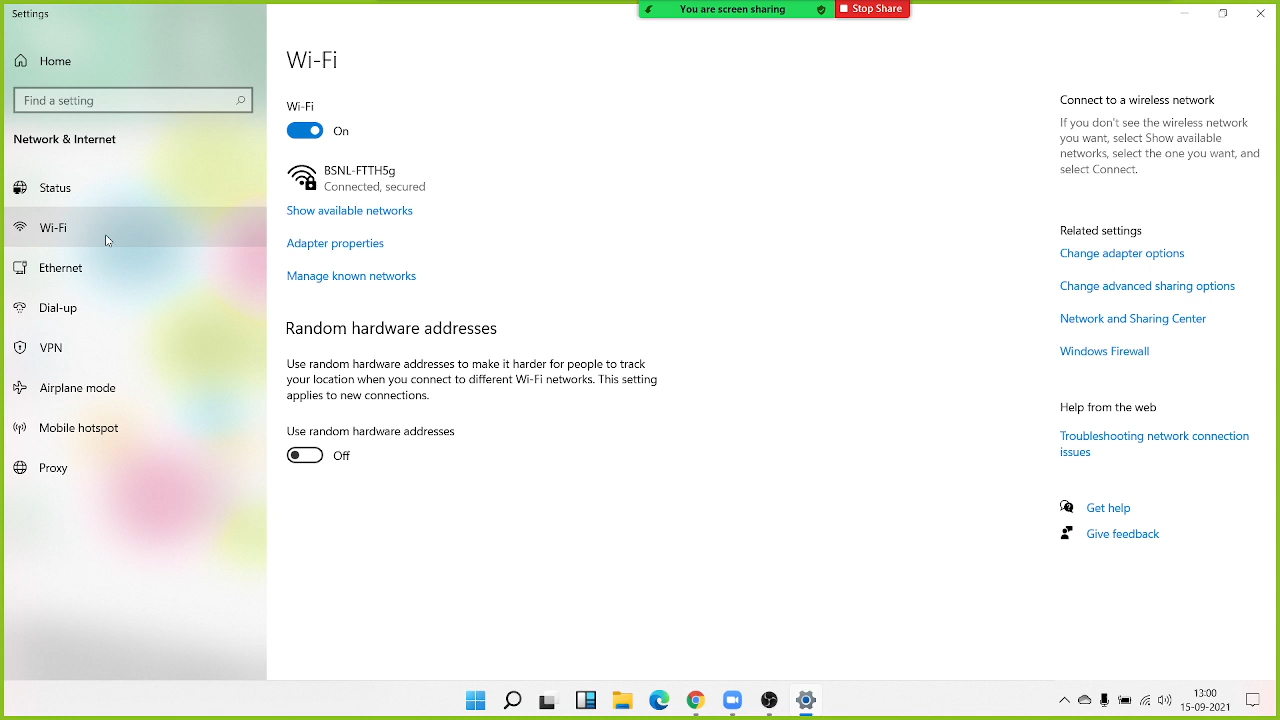 Settings
You are screen sharing
Stop Share
Home
Find a setting
Network & Internet
Status
Wi-Fi
Ethernet
Dial-up
VPN
Airplane mode
Mobile hotspot
Proxy
Wi-Fi
Wi-Fi
On
BSNL-FTTH5g
Connected, secured
Show available networks
Adapter properties
Manage known networks
Random hardware addresses
Use random hardware addresses to make it harder for people to track
your location when you connect to different Wi-Fi networks. This setting
applies to new connections.
Use random hardware addresses
Off
Connect to a wireless network
If you don't see the wireless network
you want, select Show available
networks, select the one you want, and
select Connect.
Related settings
Change adapter options
Change advanced sharing options
Network and Sharing Center
Windows Firewall
Help from the web
Troubleshooting network connection
issues
Get help
Give feedback
13:00
15-09-2021